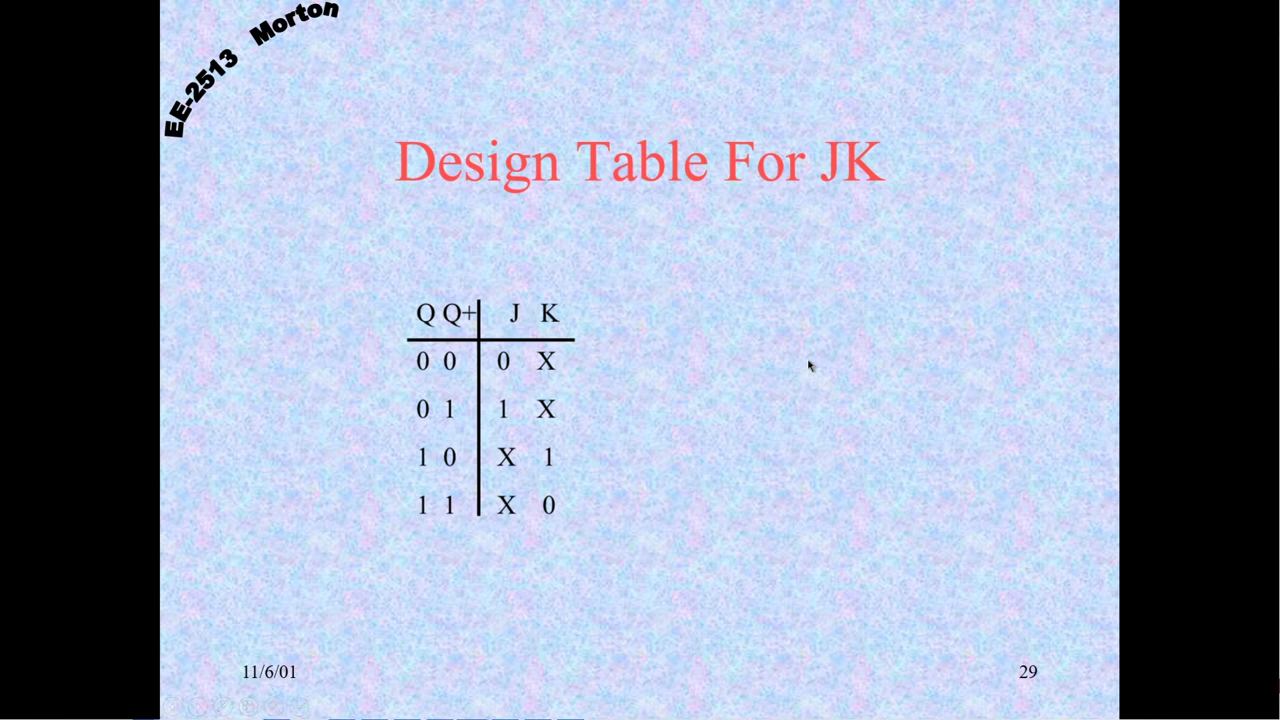 EE-2513 Morton
Design Table For JK
Q Q+ J K
0 0 0 X
0 1 1 X
1 0 X 1
1 1 X 0
11/6/01 29